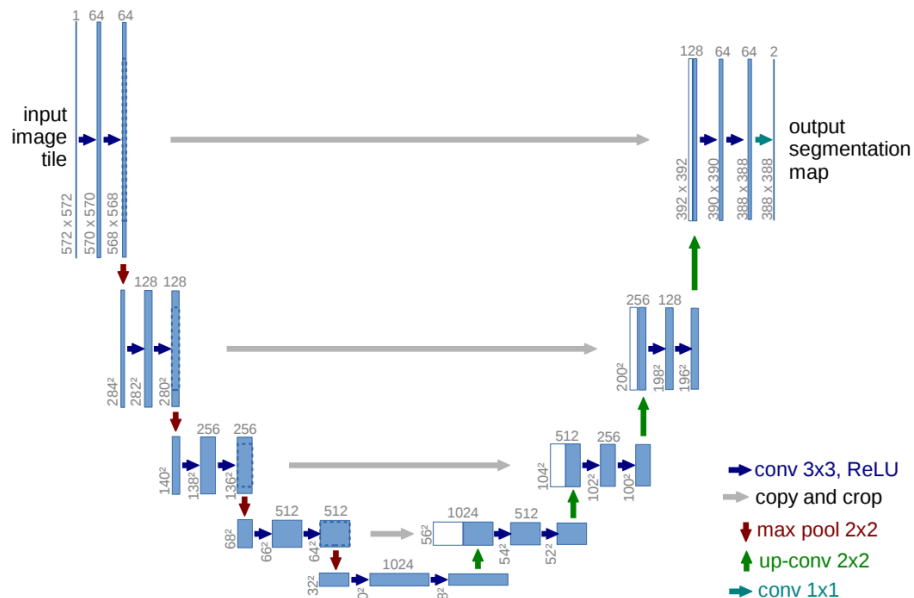 1 64 64
128 64 64 2
input
image
tile
output
segmentation
map
572 x 572
570 x 570
568 x 568
392 x 392
390 x 390
388 x 388
388 x 388
128 128
256 128
284²
282²
280²
200²
198²
196²
256 256
512 256
140²
138²
136²
104²
102²
100²
512 512
1024 512
68²
66²
64²
56²
54²
52²
1024
32²
conv 3x3, ReLU
copy and crop
max pool 2x2
up-conv 2x2
conv 1x1